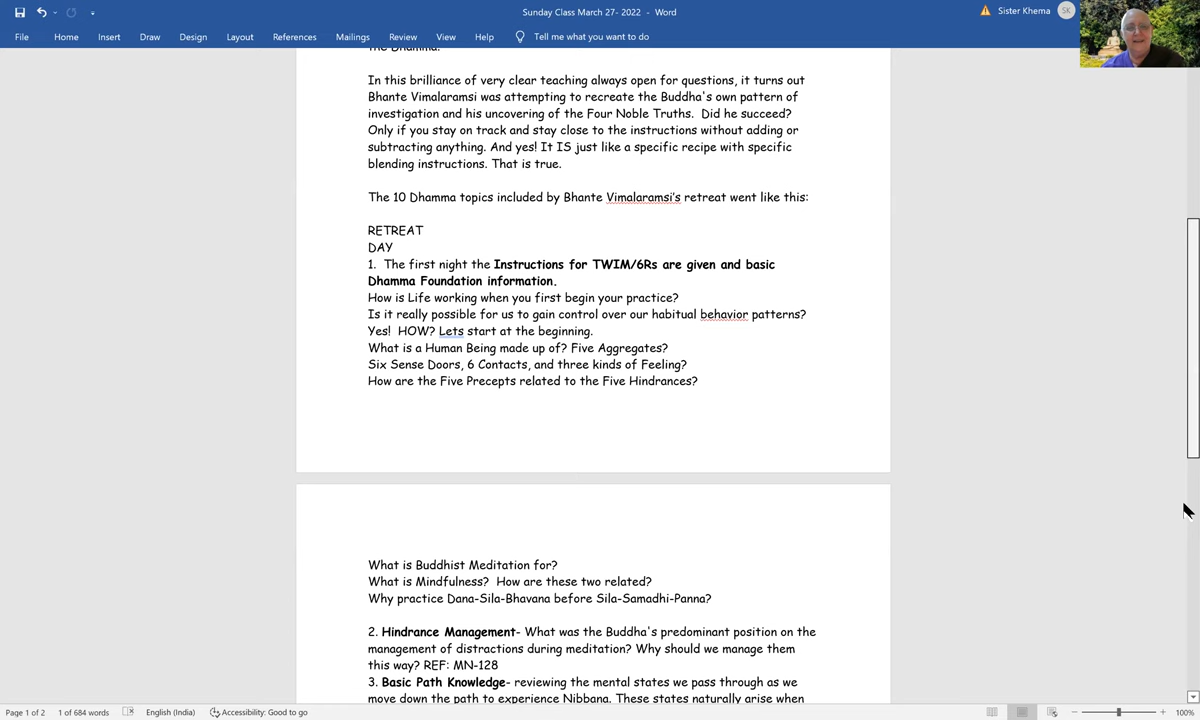 Sunday Class March 27- 2022 - Word
Sister Khema
SK
File Home Insert Draw Design Layout References Mailings Review View Help Tell me what you want to do
The Dhamma.
In this brilliance of very clear teaching always open for questions, it turns out
Bhante Vimalaramsi was attempting to recreate the Buddha's own pattern of
investigation and his uncovering of the Four Noble Truths. Did he succeed?
Only if you stay on track and stay close to the instructions without adding or
subtracting anything. And yes! It IS just like a specific recipe with specific
blending instructions. That is true.
The 10 Dhamma topics included by Bhante Vimalaramsi's retreat went like this:
RETREAT
DAY
1. The first night the Instructions for TWIM/6Rs are given and basic
Dhamma Foundation information.
How is Life working when you first begin your practice?
Is it really possible for us to gain control over our habitual behavior patterns?
Yes! HOW? Lets start at the beginning.
What is a Human Being made up of? Five Aggregates?
Six Sense Doors, 6 Contacts, and three kinds of Feeling?
How are the Five Precepts related to the Five Hindrances?
What is Buddhist Meditation for?
What is Mindfulness? How are these two related?
Why practice Dana-Sila-Bhavana before Sila-Samadhi-Panna?
2. Hindrance Management- What was the Buddha's predominant position on the
management of distractions during meditation? Why should we manage them
this way? REF: MN-128
3. Basic Path Knowledge- reviewing the mental states we pass through as we
move down the path to experience Nibbana. These states naturally arise when
Page 1 of 2 1 of 684 words English (India) Accessibility: Good to go 100%